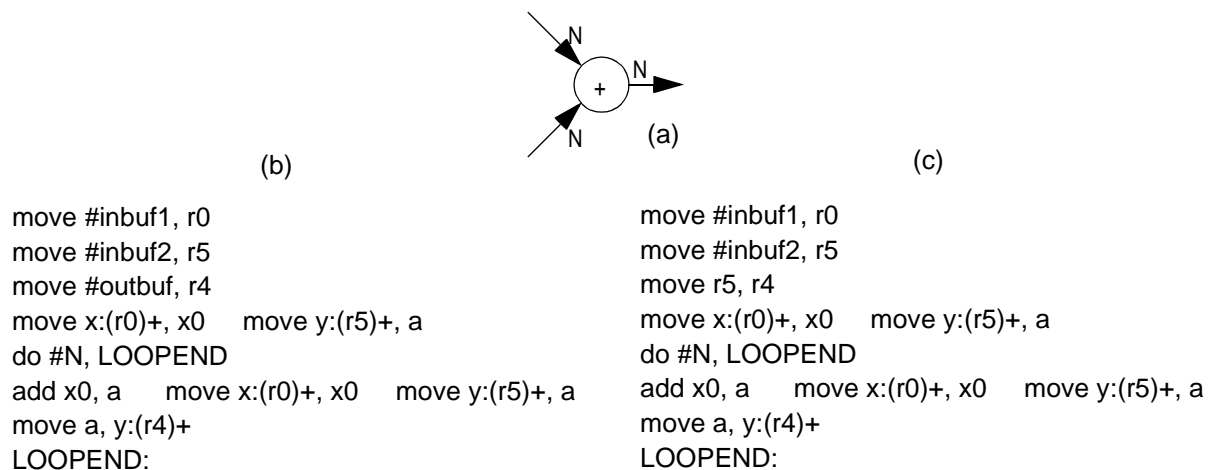 N
N
+
N
(a)
(b)
move #inbuf1, r0
move #inbuf2, r5
move #outbuf, r4
move x:(r0)+, x0 move y:(r5)+, a
do #N, LOOPEND
add x0, a move x:(r0)+, x0 move y:(r5)+, a
move a, y:(r4)+
LOOPEND:
(c)
move #inbuf1, r0
move #inbuf2, r5
move r5, r4
move x:(r0)+, x0 move y:(r5)+, a
do #N, LOOPEND
add x0, a move x:(r0)+, x0 move y:(r5)+, a
move a, y:(r4)+
LOOPEND: